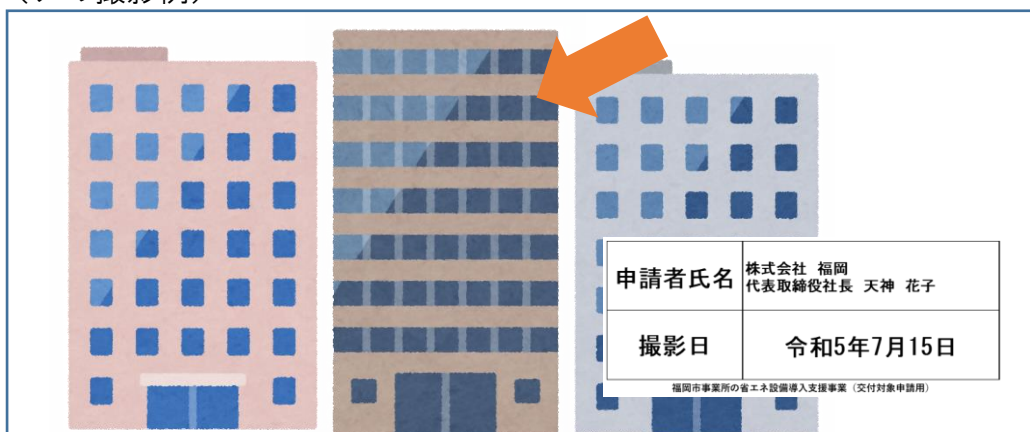 申請者氏名
株式会社 福岡
代表取締役社長 天神 花子
撮影日
令和5年7月15日
福岡市事業所の省エネ設備導入支援事業（交付対象申請用）